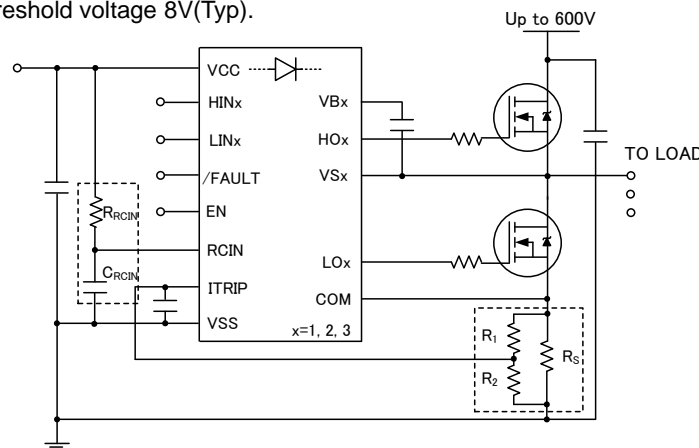 reshold voltage 8V(Typ).
Up to 600V
VCC
HINx
LINx
/FAULT
EN
RCIN
ITRIP
VSS
VBx
HOx
VSx
LOx
COM
x=1, 2, 3
RRCIN
CRCIN
TO LOAD
R1
R2
RS